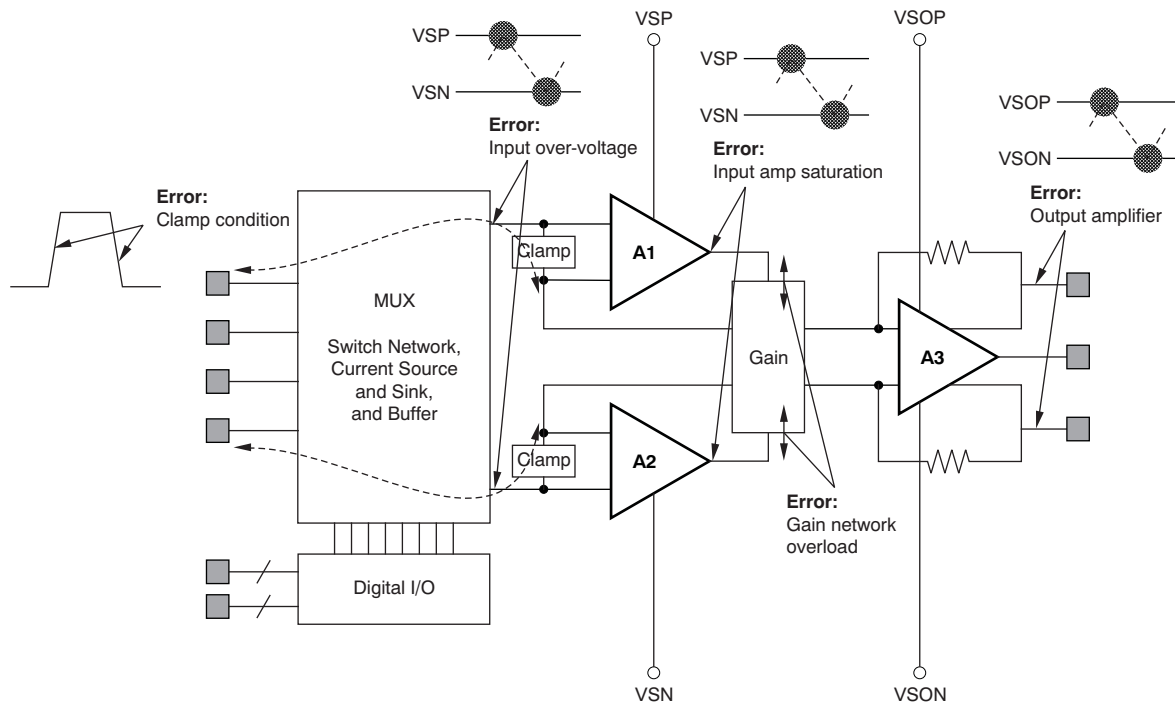 VSP
VSOP
VSP
VSN
VSP
VSN
VSOP
VSON
Error:
Input over-voltage
Error:
Input amp saturation
Error:
Clamp condition
Error:
Output amplifier
Clamp
A1
MUX
Switch Network,
Current Source
and Sink,
and Buffer
Gain
A3
Clamp
A2
Error:
Gain network
overload
Digital I/O
VSN
VSON